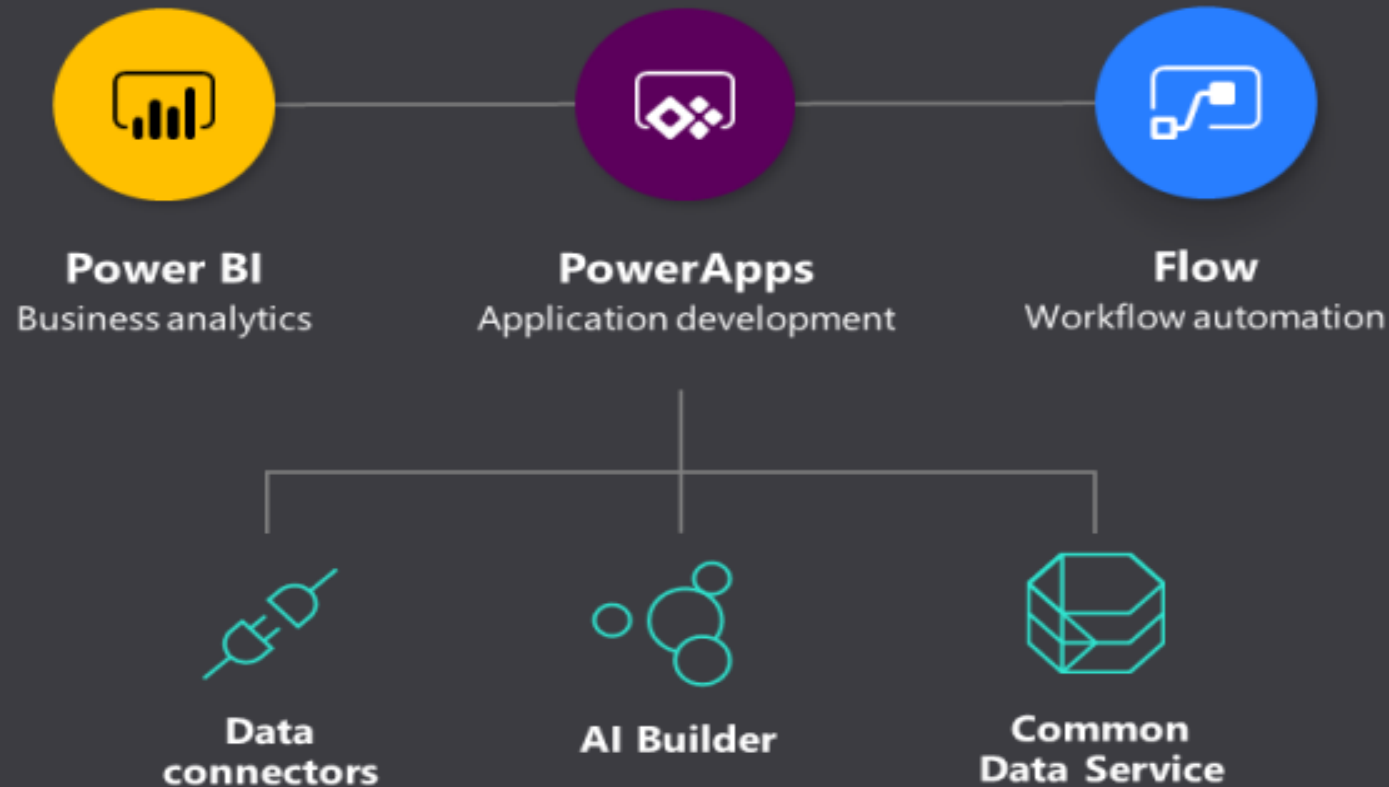 Power BI
Business analytics
PowerApps
Application development
Flow
Workflow automation
Data
connectors
AI Builder
Common
Data Service